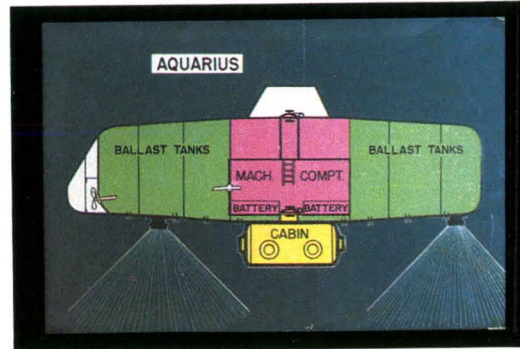 AQUARIUS
BALLAST TANKS
BALLAST TANKS
MACH. COMPT.
BATTERY
BATTERY
CABIN